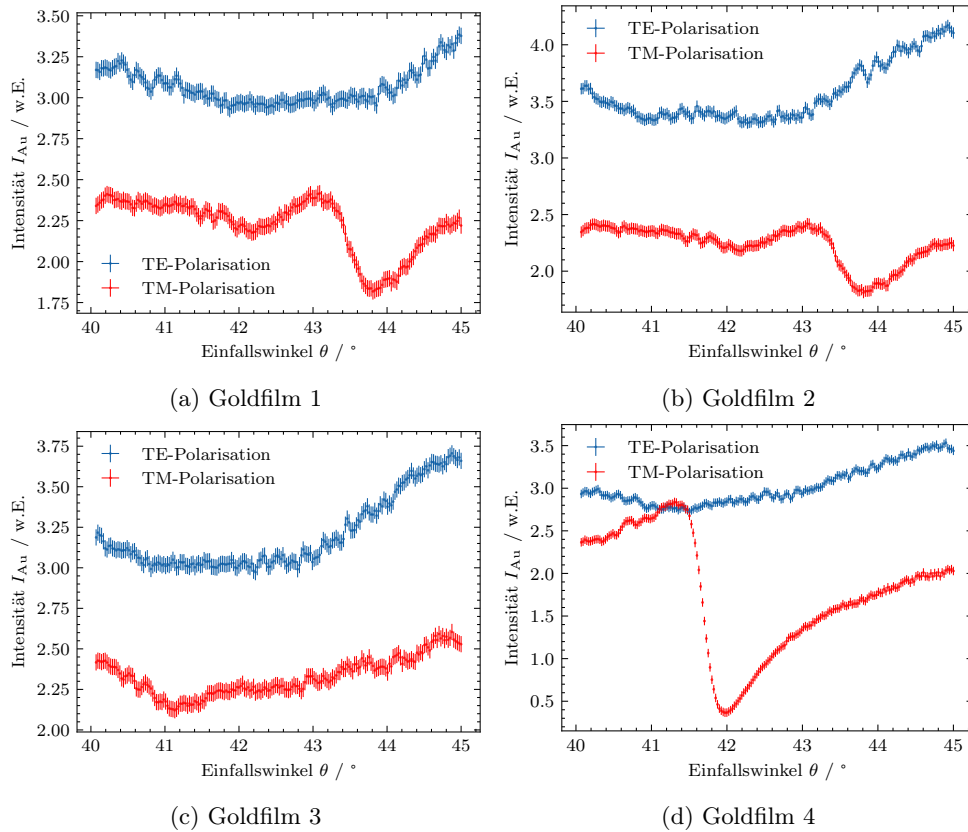 3.50
3.25
3.00
2.75
2.50
2.25
2.00
1.75
Intensität I_Au / w.E.
TE-Polarisation
TM-Polarisation
40 41 42 43 44 45
Einfallswinkel θ / °
(a) Goldfilm 1
4.0
3.5
3.0
2.5
2.0
Intensität I_Au / w.E.
TE-Polarisation
TM-Polarisation
40 41 42 43 44 45
Einfallswinkel θ / °
(b) Goldfilm 2
3.75
3.50
3.25
3.00
2.75
2.50
2.25
2.00
Intensität I_Au / w.E.
TE-Polarisation
TM-Polarisation
40 41 42 43 44 45
Einfallswinkel θ / °
(c) Goldfilm 3
3.5
3.0
2.5
2.0
1.5
1.0
0.5
Intensität I_Au / w.E.
TE-Polarisation
TM-Polarisation
40 41 42 43 44 45
Einfallswinkel θ / °
(d) Goldfilm 4